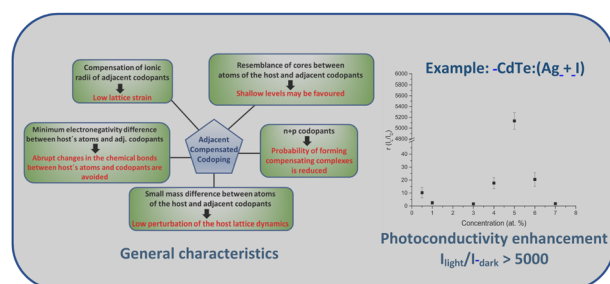 Compensation of ionic
radii of adjacent codopants
Low lattice strain
Resemblance of cores between
atoms of the host and adjacent codopants
Shallow levels may be favoured
Minimum electronegativity difference
between host´s atoms and adj. codopants
Abrupt changes in the chemical bonds
between host´s atoms and codopants are
avoided
Adjacent
Compensated
Codoping
n+p codopants
Probability of forming
compensating complexes
is reduced
Small mass difference between atoms
of the host and adjacent codopants
Low perturbation of the host lattice dynamics
General characteristics
Example: -CdTe:(Ag_+_I)
r (Il/Io)
6000
5800
5600
5400
5200
5000
4800
40
30
20
10
0
0 1 2 3 4 5 6 7 8
Concentration (at. %)
Photoconductivity enhancement
Ilight/I-dark > 5000